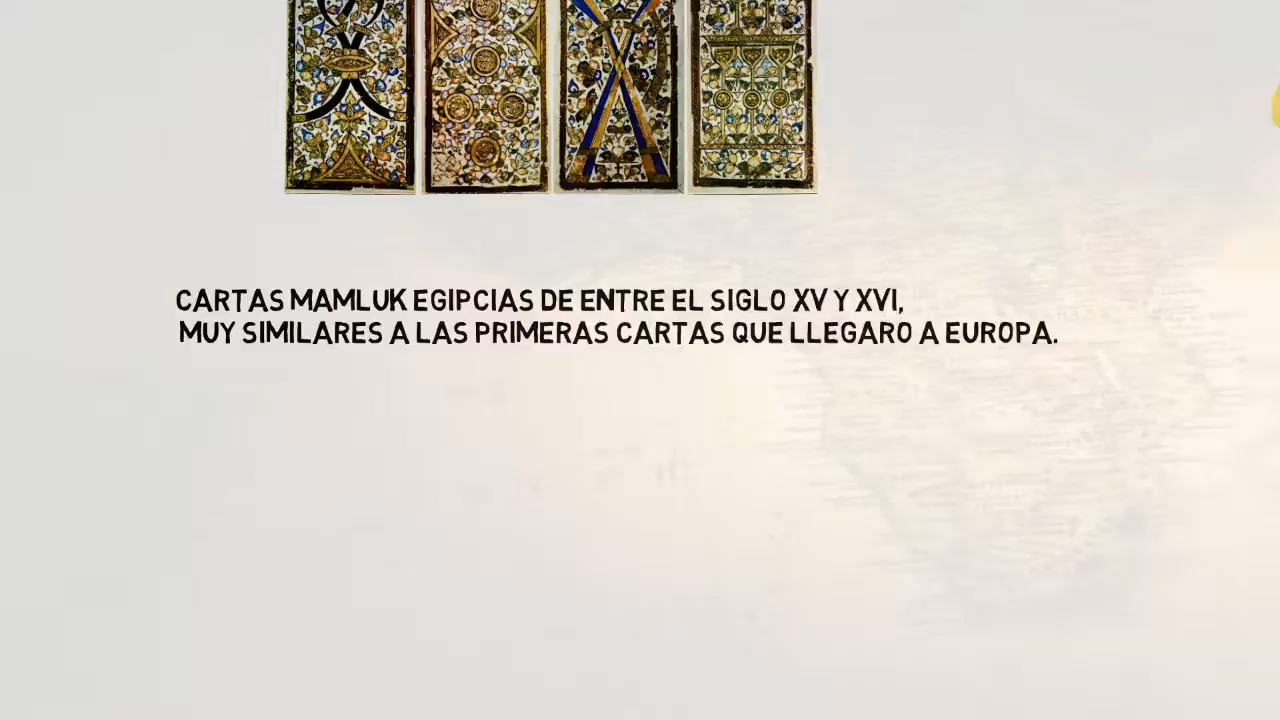 CARTAS MAMLUK EGIPCIAS DE ENTRE EL SIGLO XV Y XVI,
MUY SIMILARES A LAS PRIMERAS CARTAS QUE LLEGARO A EUROPA.